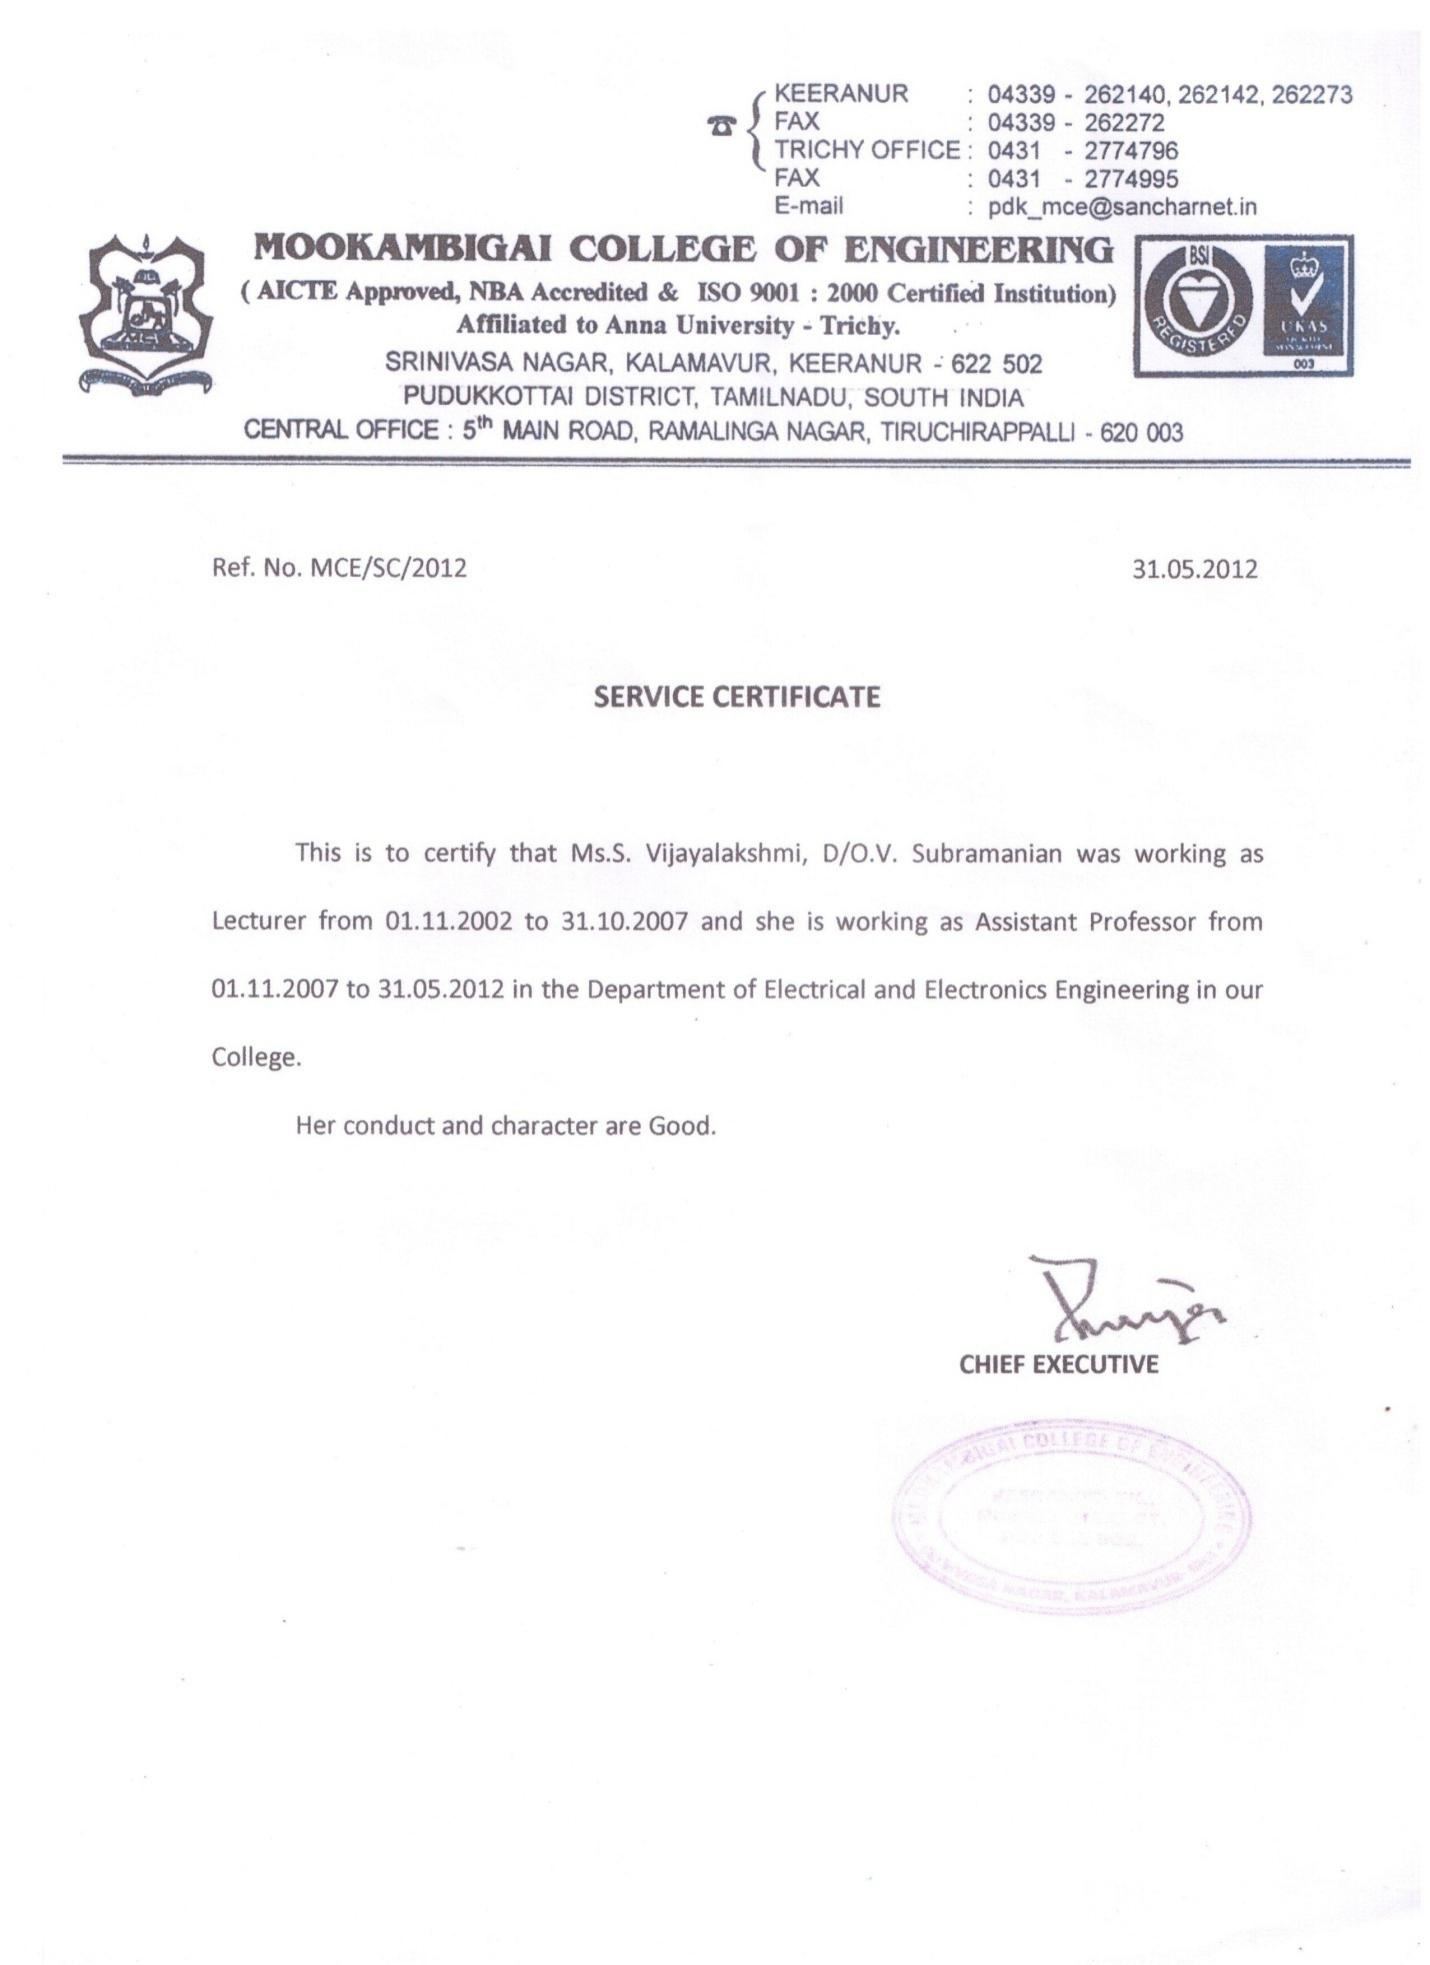 KEERANUR : 04339 - 262140, 262142, 262273
FAX : 04339 - 262272
TRICHY OFFICE : 0431 - 2774796
FAX : 0431 - 2774995
E-mail : pdk_mce@sancharnet.in
MOOKAMBIGAI COLLEGE OF ENGINEERING
( AICTE Approved, NBA Accredited & ISO 9001 : 2000 Certified Institution)
Affiliated to Anna University - Trichy.
SRINIVASA NAGAR, KALAMAVUR, KEERANUR - 622 502
PUDUKKOTTAI DISTRICT, TAMILNADU, SOUTH INDIA
CENTRAL OFFICE : 5th MAIN ROAD, RAMALINGA NAGAR, TIRUCHIRAPPALLI - 620 003
BSI
REGISTERED
UKAS
003
Ref. No. MCE/SC/2012 31.05.2012
SERVICE CERTIFICATE
This is to certify that Ms.S. Vijayalakshmi, D/O.V. Subramanian was working as
Lecturer from 01.11.2002 to 31.10.2007 and she is working as Assistant Professor from
01.11.2007 to 31.05.2012 in the Department of Electrical and Electronics Engineering in our
College.
Her conduct and character are Good.
CHIEF EXECUTIVE
COLLEGE OF ENGINEERING
NAGAR, KALAMAVUR